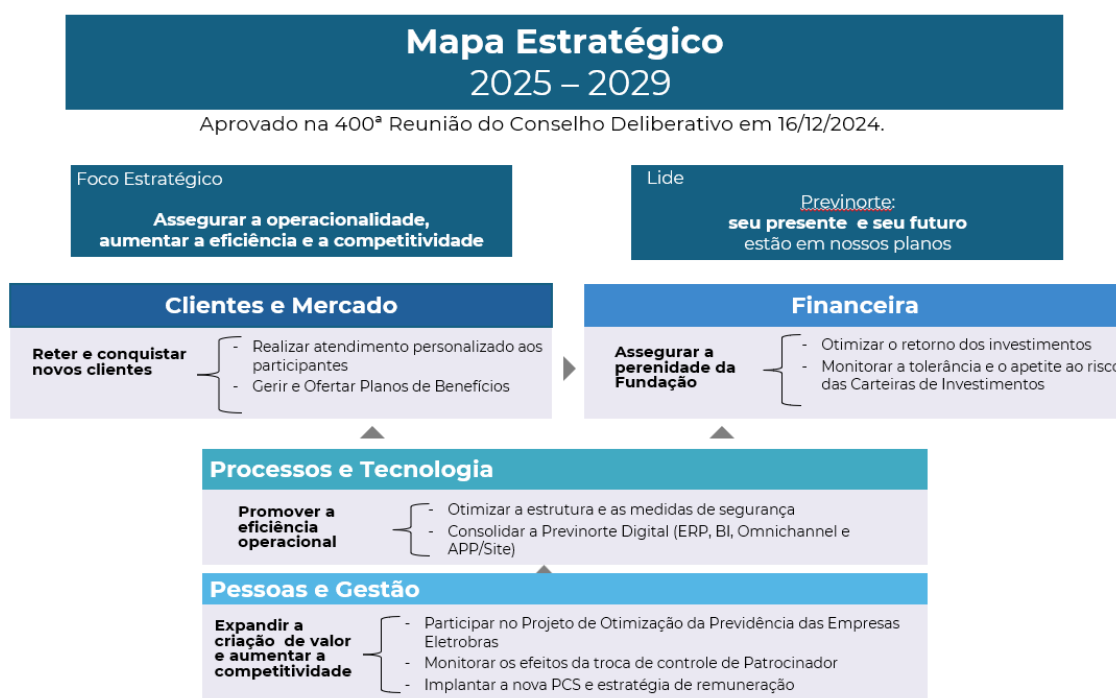 Mapa Estratégico
2025 – 2029
Aprovado na 400ª Reunião do Conselho Deliberativo em 16/12/2024.
Foco Estratégico
Assegurar a operacionalidade,
aumentar a eficiência e a competitividade
Lide
Previnorte:
seu presente e seu futuro
estão em nossos planos
Clientes e Mercado
Reter e conquistar
novos clientes
- Realizar atendimento personalizado aos
participantes
- Gerir e Ofertar Planos de Benefícios
Financeira
Assegurar a
perenidade da
Fundação
- Otimizar o retorno dos investimentos
- Monitorar a tolerância e o apetite ao risco
das Carteiras de Investimentos
Processos e Tecnologia
Promover a
eficiência
operacional
- Otimizar a estrutura e as medidas de segurança
- Consolidar a Previnorte Digital (ERP, BI, Omnichannel e
APP/Site)
Pessoas e Gestão
Expandir a
criação de valor
e aumentar a
competitividade
- Participar no Projeto de Otimização da Previdência das Empresas
Eletrobras
- Monitorar os efeitos da troca de controle de Patrocinador
- Implantar a nova PCS e estratégia de remuneração